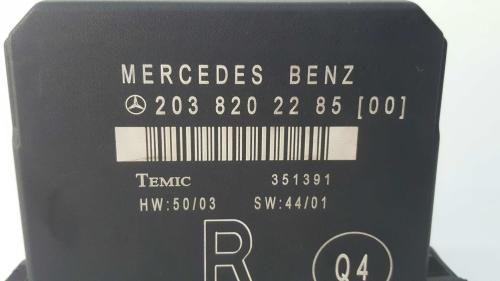 MERCEDES BENZ
203 820 22 85 [00]
TEMIC 351391
HW:50/03 SW:44/01
R Q4